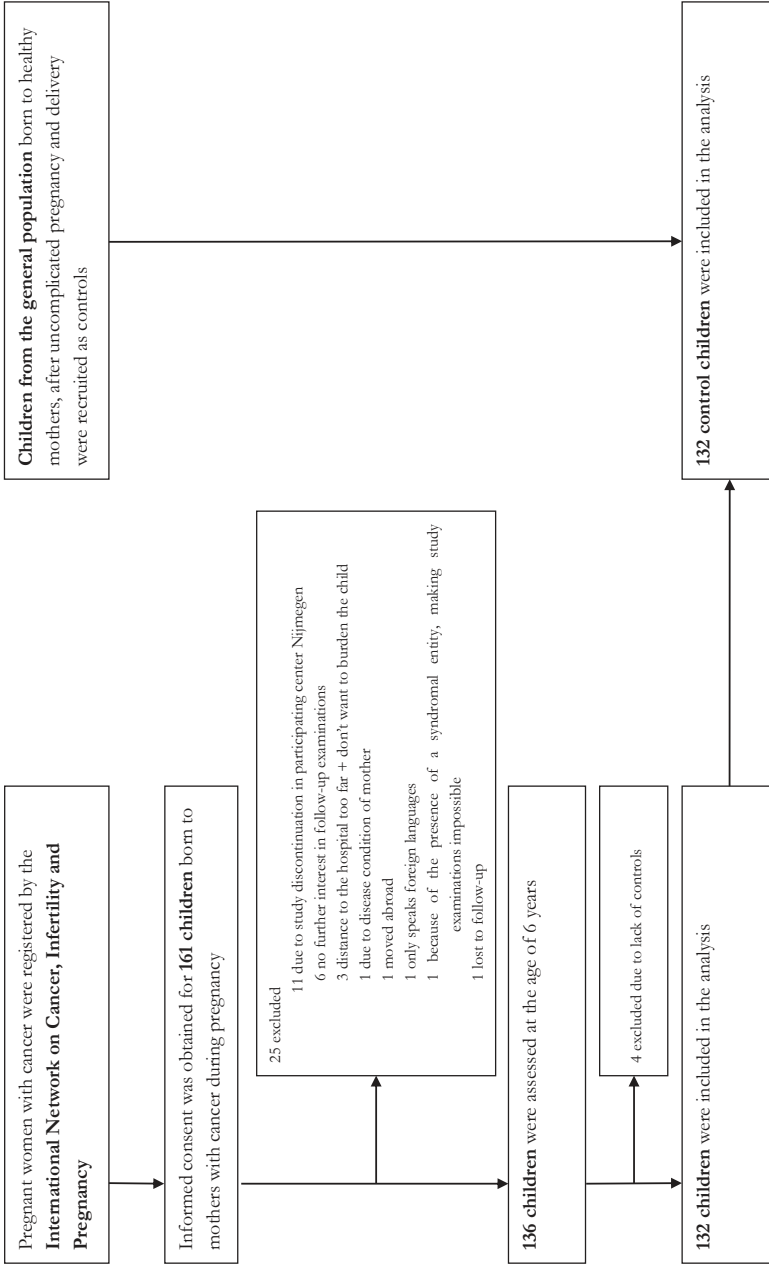 Pregnant women with cancer were registered by the
International Network on Cancer, Infertility and
Pregnancy
Informed consent was obtained for 161 children born to
mothers with cancer during pregnancy
25 excluded
11 due to study discontinuation in participating center Nijmegen
6 no further interest in follow-up examinations
3 distance to the hospital too far + don't want to burden the child
1 due to disease condition of mother
1 moved abroad
1 only speaks foreign languages
1 because of the presence of a syndromal entity, making study
examinations impossible
1 lost to follow-up
136 children were assessed at the age of 6 years
4 excluded due to lack of controls
132 children were included in the analysis
Children from the general population born to healthy
mothers, after uncomplicated pregnancy and delivery
were recruited as controls
132 control children were included in the analysis